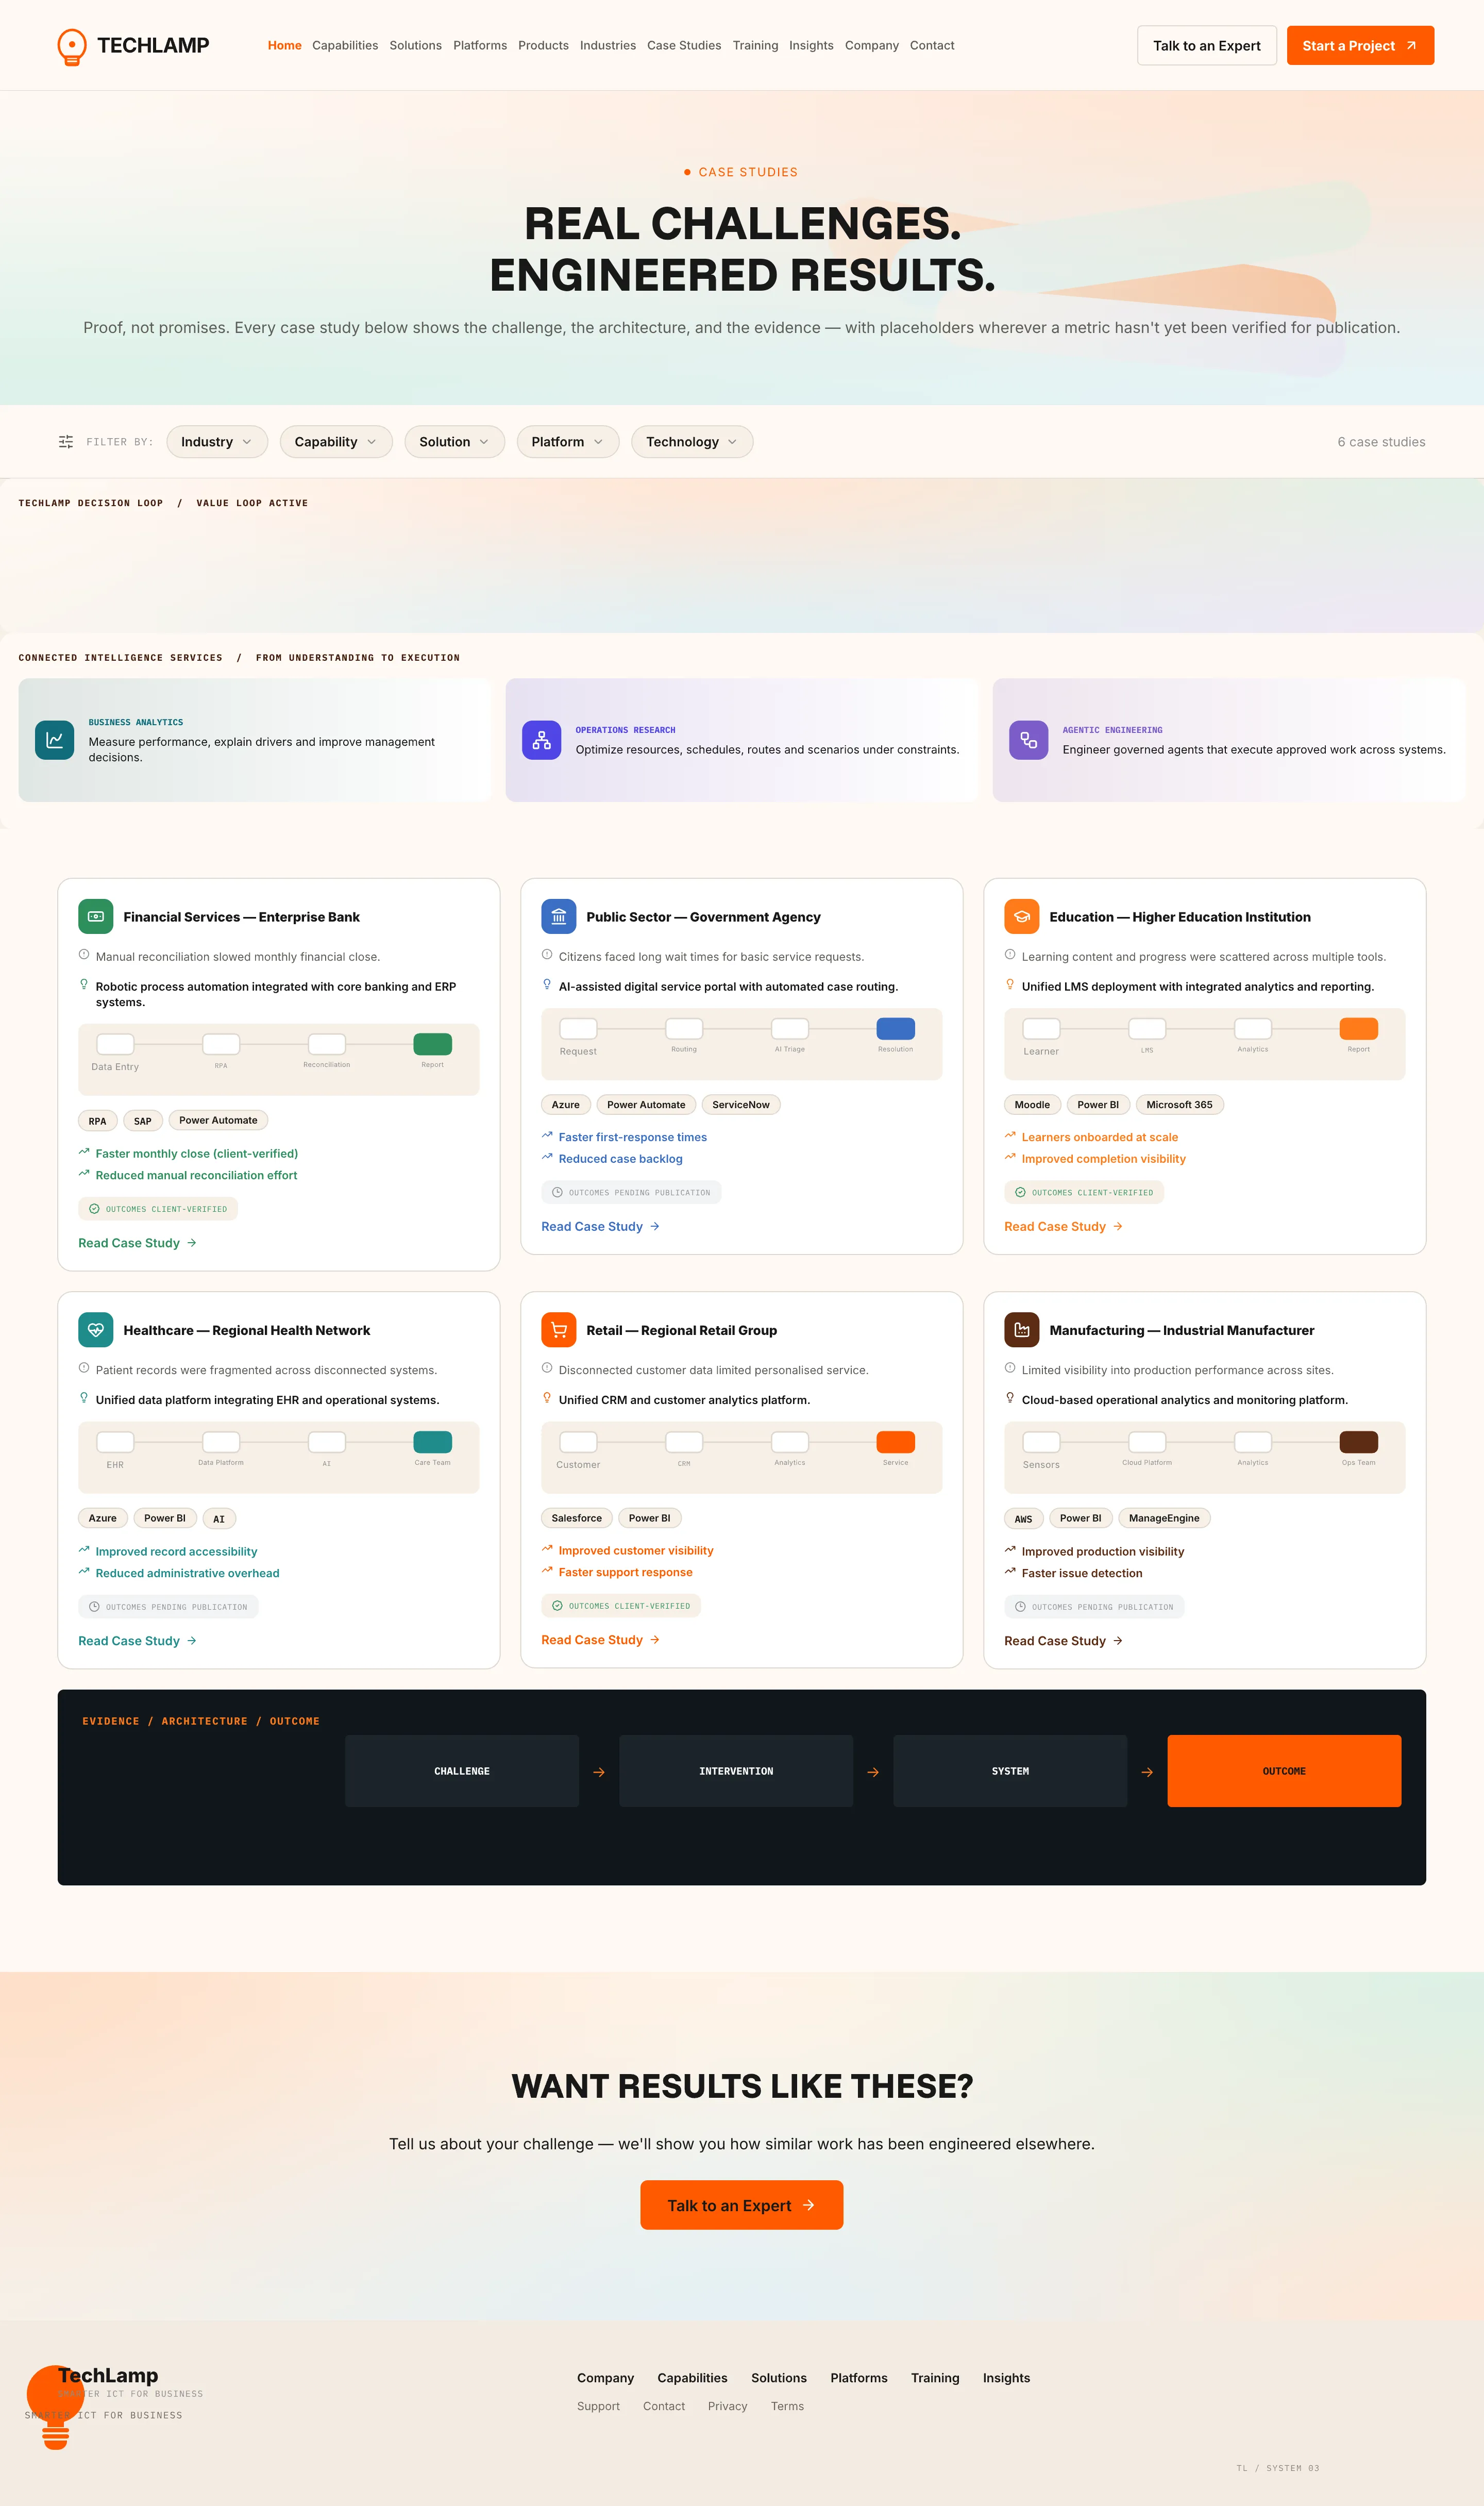 TECHLAMP
Home Capabilities Solutions Platforms Products Industries Case Studies Training Insights Company Contact
Talk to an Expert
Start a Project
CASE STUDIES
REAL CHALLENGES.
ENGINEERED RESULTS.
Proof, not promises. Every case study below shows the challenge, the architecture, and the evidence — with placeholders wherever a metric hasn't yet been verified for publication.
FILTER BY: Industry Capability Solution Platform Technology
6 case studies
TECHLAMP DECISION LOOP / VALUE LOOP ACTIVE
CONNECTED INTELLIGENCE SERVICES / FROM UNDERSTANDING TO EXECUTION
BUSINESS ANALYTICS
Measure performance, explain drivers and improve management
decisions.
OPERATIONS RESEARCH
Optimize resources, schedules, routes and scenarios under constraints.
AGENTIC ENGINEERING
Engineer governed agents that execute approved work across systems.
Financial Services — Enterprise Bank
Manual reconciliation slowed monthly financial close.
Robotic process automation integrated with core banking and ERP
systems.
Data Entry RPA Reconciliation Report
RPA SAP Power Automate
Faster monthly close (client-verified)
Reduced manual reconciliation effort
OUTCOMES CLIENT-VERIFIED
Read Case Study
Public Sector — Government Agency
Citizens faced long wait times for basic service requests.
AI-assisted digital service portal with automated case routing.
Request Routing AI Triage Resolution
Azure Power Automate ServiceNow
Faster first-response times
Reduced case backlog
OUTCOMES PENDING PUBLICATION
Read Case Study
Education — Higher Education Institution
Learning content and progress were scattered across multiple tools.
Unified LMS deployment with integrated analytics and reporting.
Learner LMS Analytics Report
Moodle Power BI Microsoft 365
Learners onboarded at scale
Improved completion visibility
OUTCOMES CLIENT-VERIFIED
Read Case Study
Healthcare — Regional Health Network
Patient records were fragmented across disconnected systems.
Unified data platform integrating EHR and operational systems.
EHR Data Platform AI Care Team
Azure Power BI AI
Improved record accessibility
Reduced administrative overhead
OUTCOMES PENDING PUBLICATION
Read Case Study
Retail — Regional Retail Group
Disconnected customer data limited personalised service.
Unified CRM and customer analytics platform.
Customer CRM Analytics Service
Salesforce Power BI
Improved customer visibility
Faster support response
OUTCOMES CLIENT-VERIFIED
Read Case Study
Manufacturing — Industrial Manufacturer
Limited visibility into production performance across sites.
Cloud-based operational analytics and monitoring platform.
Sensors Cloud Platform Analytics Ops Team
AWS Power BI ManageEngine
Improved production visibility
Faster issue detection
OUTCOMES PENDING PUBLICATION
Read Case Study
EVIDENCE / ARCHITECTURE / OUTCOME
CHALLENGE INTERVENTION SYSTEM OUTCOME
WANT RESULTS LIKE THESE?
Tell us about your challenge — we'll show you how similar work has been engineered elsewhere.
Talk to an Expert
TechLamp
SMARTER ICT FOR BUSINESS
SMARTER ICT FOR BUSINESS
Company Capabilities Solutions Platforms Training Insights
Support Contact Privacy Terms
TL / SYSTEM 03